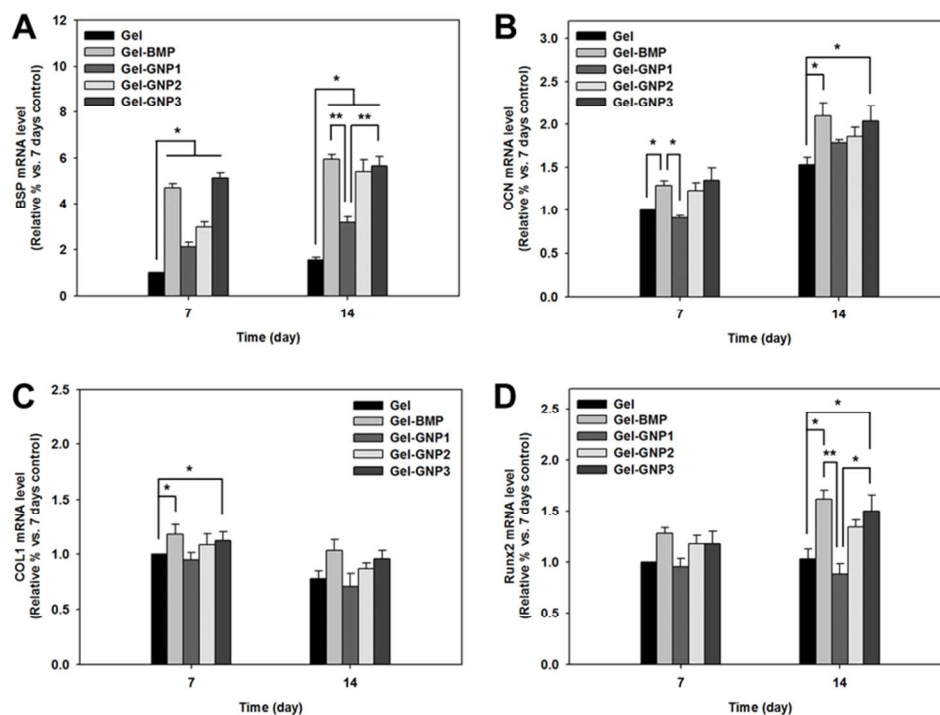 A
BSP mRNA level
(Relative % vs. 7 days control)
12
10
8
6
4
2
0
Gel
Gel-BMP
Gel-GNP1
Gel-GNP2
Gel-GNP3
*
*
**
**
7
14
Time (day)
B
OCN mRNA level
(Relative % vs. 7 days control)
3.0
2.5
2.0
1.5
1.0
0.5
0.0
Gel
Gel-BMP
Gel-GNP1
Gel-GNP2
Gel-GNP3
*
*
*
*
7
14
Time (day)
C
COL1 mRNA level
(Relative % vs. 7 days control)
2.5
2.0
1.5
1.0
0.5
0.0
Gel
Gel-BMP
Gel-GNP1
Gel-GNP2
Gel-GNP3
*
*
7
14
Time (day)
D
Runx2 mRNA level
(Relative % vs. 7 days control)
2.5
2.0
1.5
1.0
0.5
0.0
Gel
Gel-BMP
Gel-GNP1
Gel-GNP2
Gel-GNP3
*
*
**
*
7
14
Time (day)